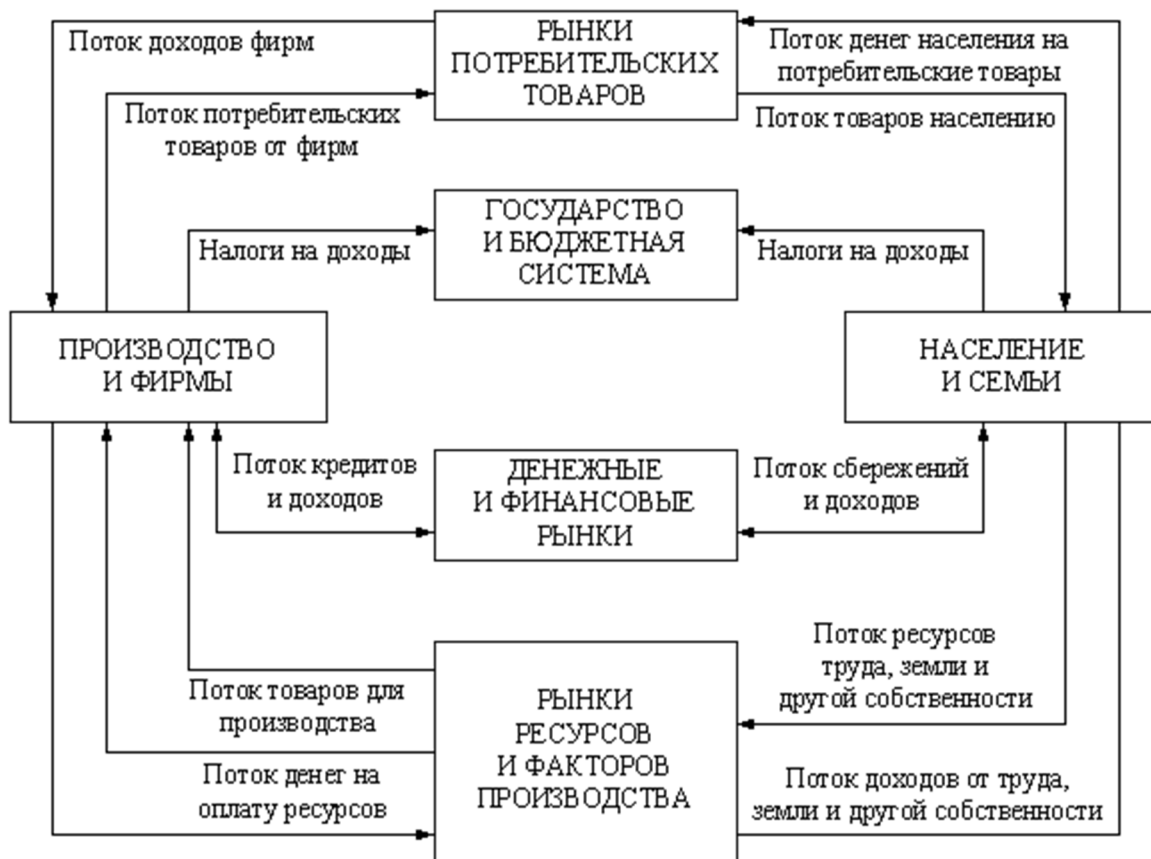 Поток доходов фирм
РЫНКИ
ПОТРЕБИТЕЛЬСКИХ
ТОВАРОВ
Поток денег населения на
потребительские товары
Поток потребительских
товаров от фирм
Поток товаров населению
Налоги на доходы
ГОСУДАРСТВО
И БЮДЖЕТНАЯ
СИСТЕМА
Налоги на доходы
ПРОИЗВОДСТВО
И ФИРМЫ
НАСЕЛЕНИЕ
И СЕМЬИ
Поток кредитов
и доходов
ДЕНЕЖНЫЕ
И ФИНАНСОВЫЕ
РЫНКИ
Поток сбережений
и доходов
Поток ресурсов
труда, земли и
другой собственности
Поток товаров для
производства
РЫНКИ
РЕСУРСОВ
И ФАКТОРОВ
ПРОИЗВОДСТВА
Поток денег на
оплату ресурсов
Поток доходов от труда,
земли и другой собственности